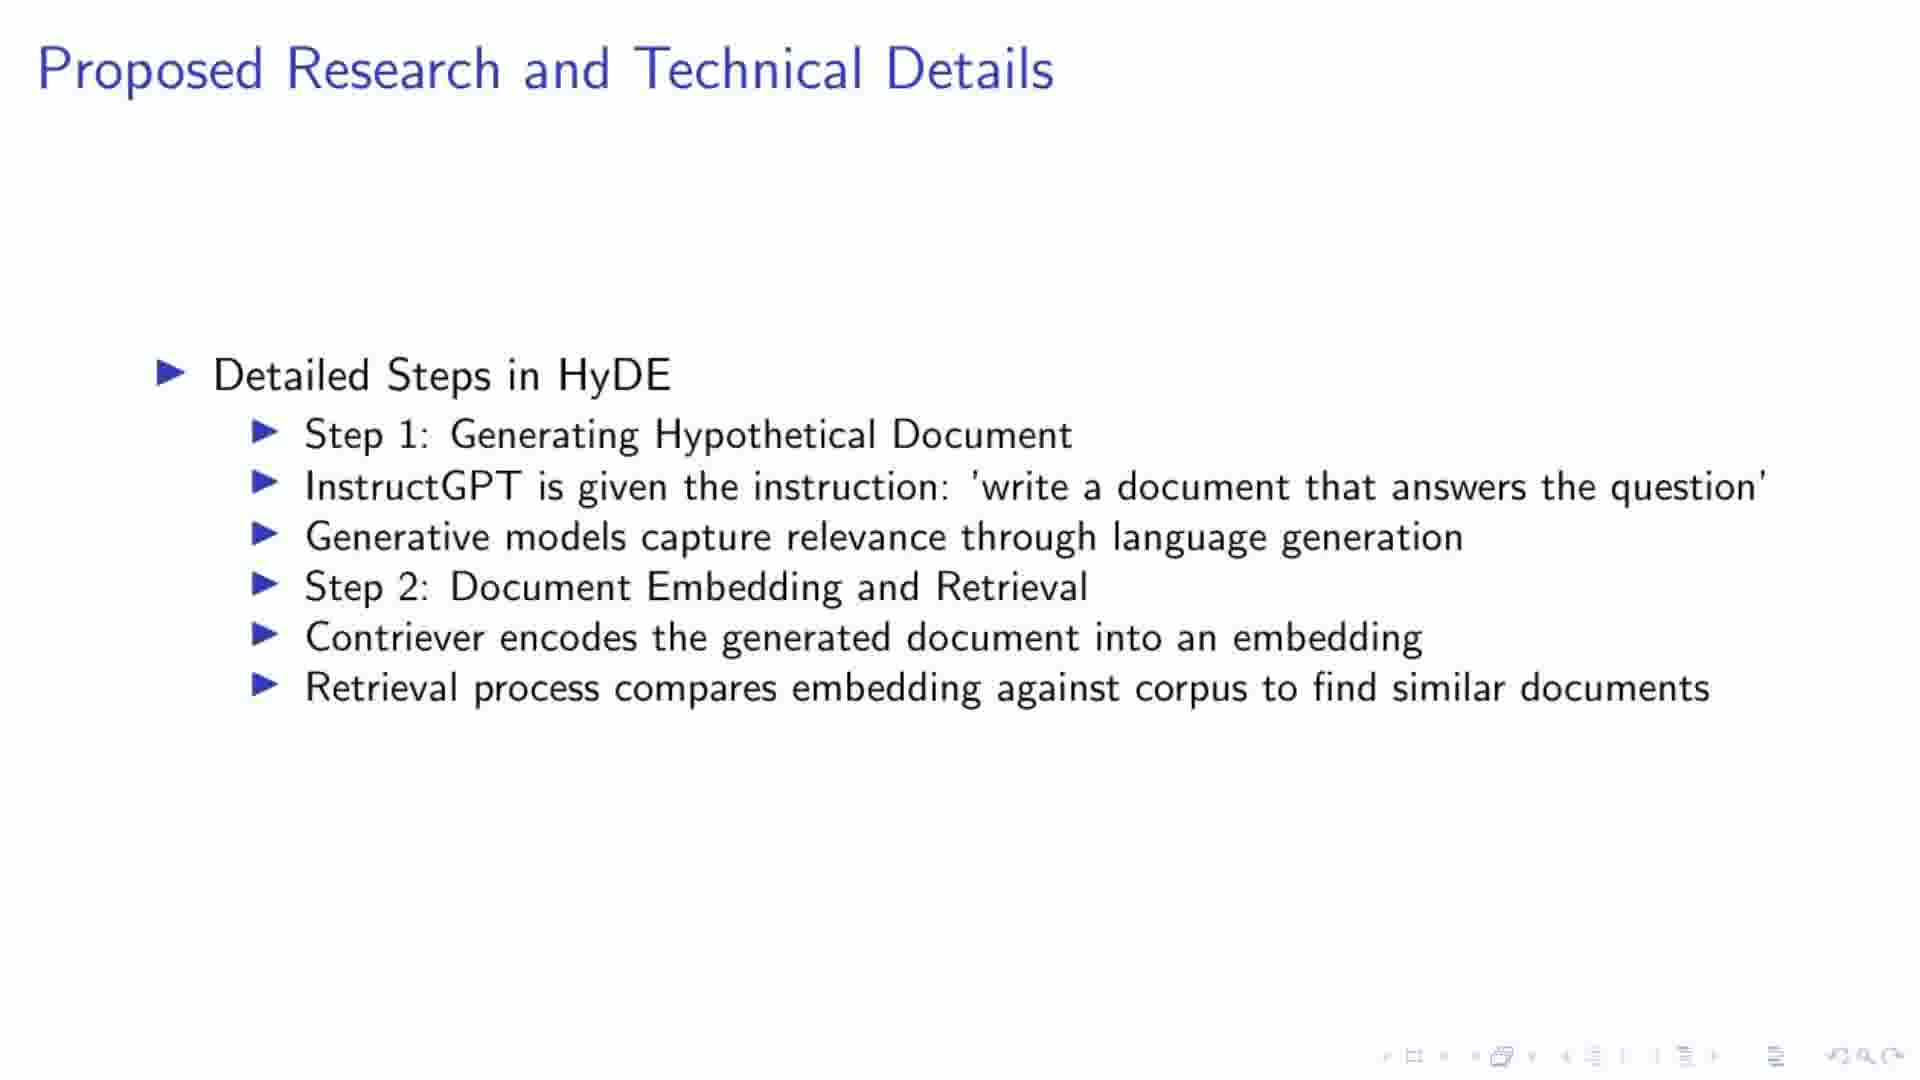 Proposed Research and Technical Details
Detailed Steps in HyDE
Step 1: Generating Hypothetical Document
InstructGPT is given the instruction: 'write a document that answers the question'
Generative models capture relevance through language generation
Step 2: Document Embedding and Retrieval
Contriever encodes the generated document into an embedding
Retrieval process compares embedding against corpus to find similar documents